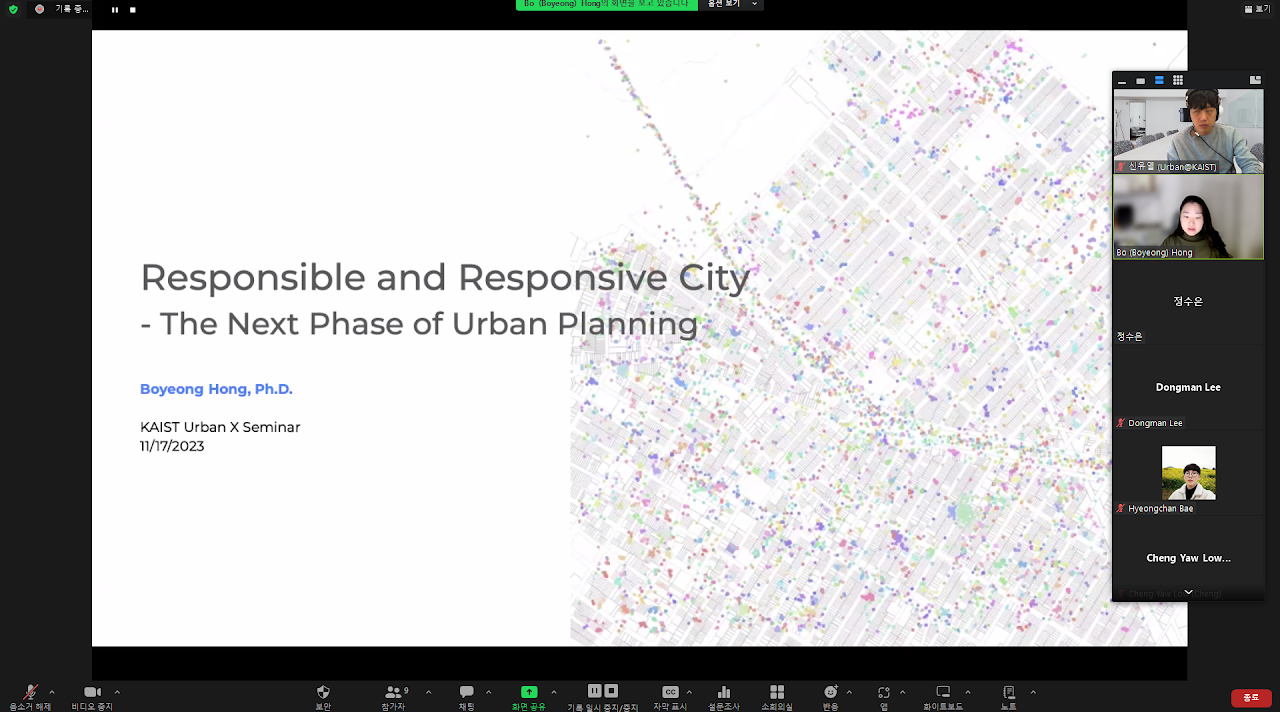 Bo (Boyeong) Hong의 화면을 보고 있습니다
옵션 보기
기록 중...
보기
Responsible and Responsive City
- The Next Phase of Urban Planning
Boyeong Hong, Ph.D.
KAIST Urban X Seminar
11/17/2023
신유열 (Urban@KAIST)
Bo (Boyeong) Hong
정수은
정수은
Dongman Lee
Dongman Lee
Hyeongchan Bae
Cheng Yaw Low...
Cheng Yaw Low (Cheng)
음소거 해제
비디오 중지
보안
9
참가자
채팅
화면 공유
기록 일시 중지/중지
CC
자막 표시
설문조사
소회의실
반응
앱
화이트보드
노트
종료